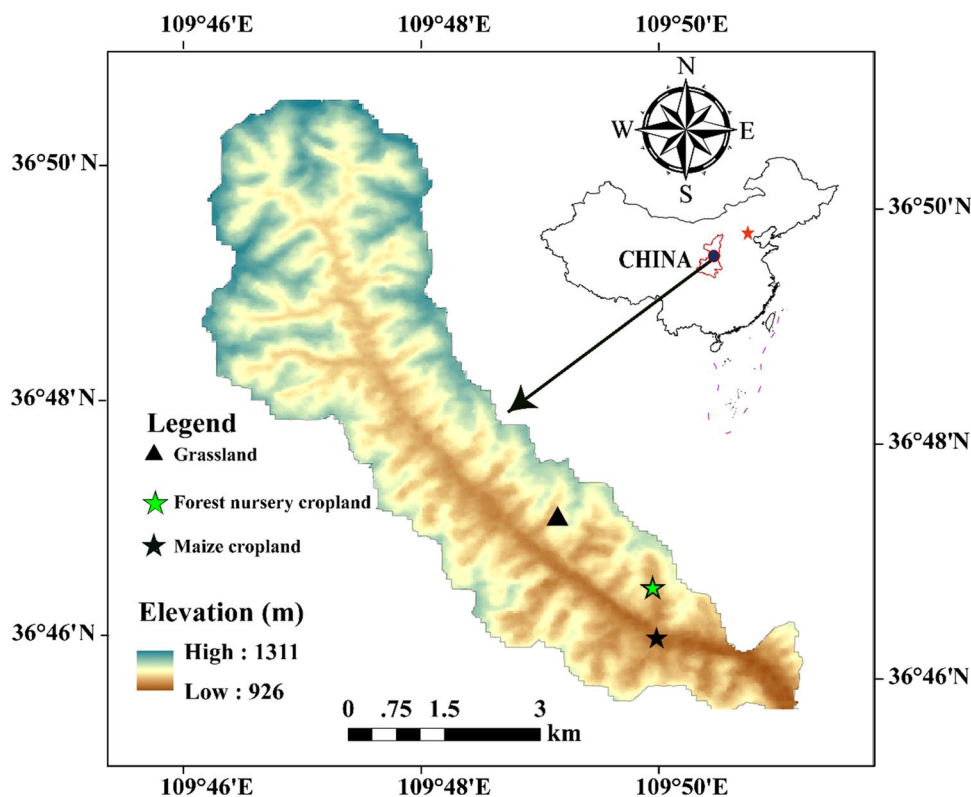 109°46'E 109°48'E 109°50'E
N
W E
S
36°50' N
36°50'N
CHINA
36°48' N
36°48'N
Legend
Grassland
Forest nursery cropland
Maize cropland
36°46' N
36°46'N
Elevation (m)
High : 1311
Low : 926
0 .75 1.5 3
km
109°46'E 109°48'E 109°50'E